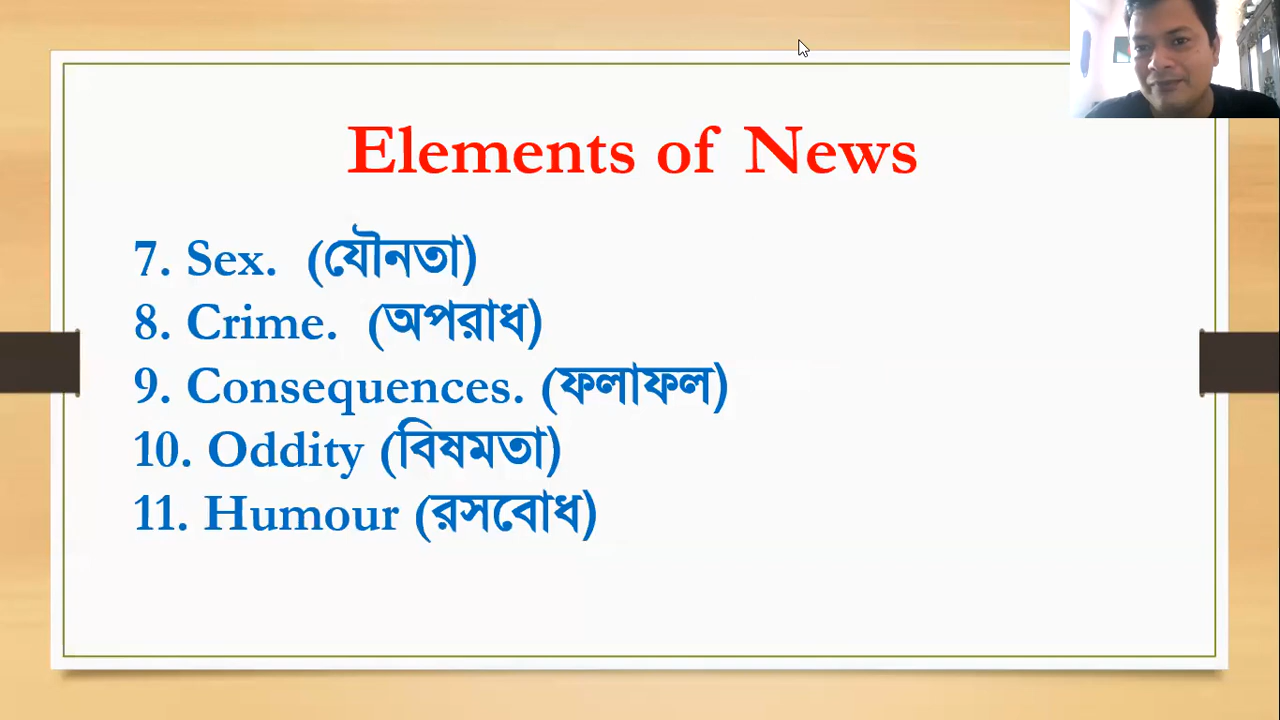 Elements of News
7. Sex. (যৌনতা)
8. Crime. (অপরাধ)
9. Consequences. (ফলাফল)
10. Oddity (বিষমতা)
11. Humour (রসবোধ)